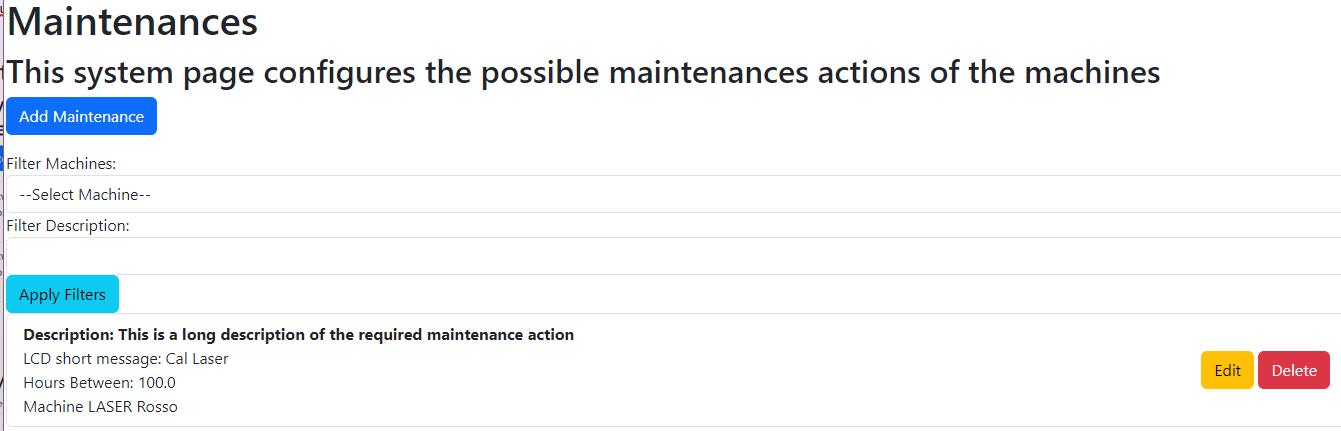 Maintenances
This system page configures the possible maintenances actions of the machines
Add Maintenance
Filter Machines:
--Select Machine--
Filter Description:
Apply Filters
Description: This is a long description of the required maintenance action
LCD short message: Cal Laser
Hours Between: 100.0
Machine LASER Rosso
Edit Delete